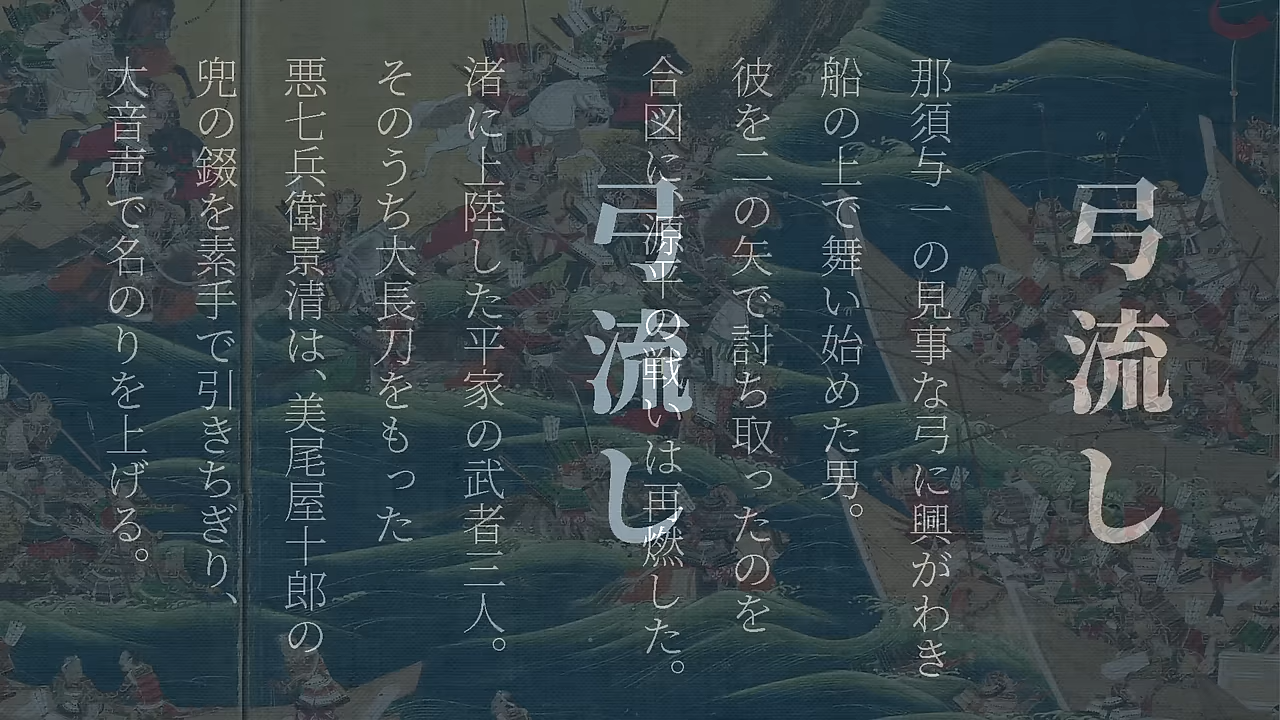 弓流し
那須与一の見事な弓に興がわき
船の上で舞い始めた男。
彼を二の矢で討ち取ったのを
合図に、源平の戦いは再燃した。
弓流し
渚に上陸した平家の武者三人。
そのうち大長刀をもった
悪七兵衛景清は、美尾屋十郎の
兜の錣を素手で引きちぎり、
大音声で名のりを上げる。